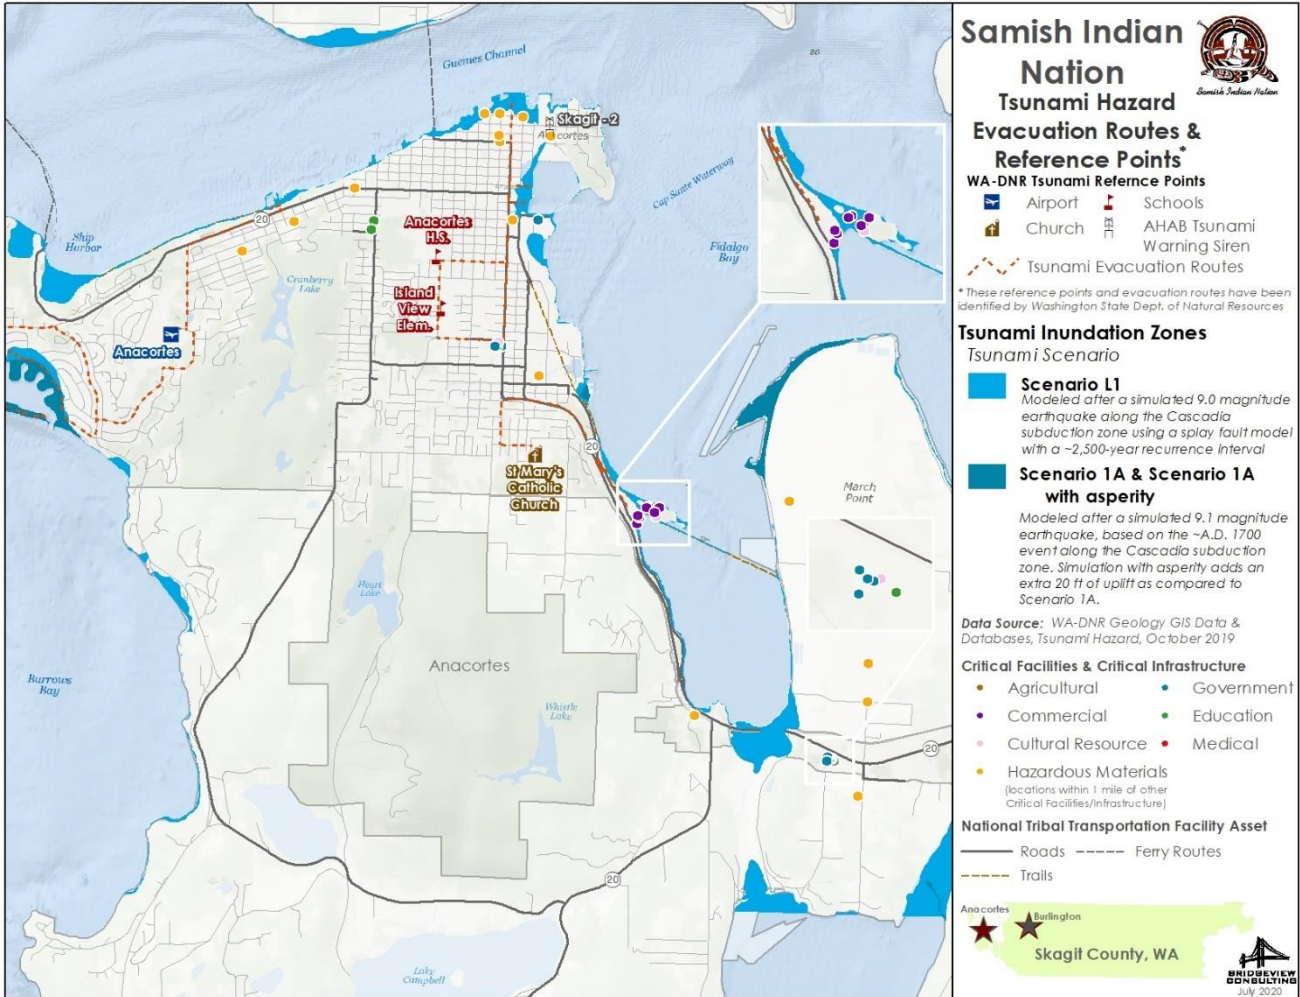 Guemes Channel
80
Skagit - 2
Anacortes
Cap Sante Waterway
Ship
Harbor
20
Anacortes
H.S.
Fidalgo
Bay
Cranberry
Lake
Island
View
Elem.
Anacortes
20
St Mary's
Catholic
Church
March
Point
Heart
Lake
Anacortes
Burrows
Bay
Whistle
Lake
20
20
Lake
Campbell
Samish Indian
Nation
Samish Indian Nation
Tsunami Hazard
Evacuation Routes &
Reference Points*
WA-DNR Tsunami Refernce Points
Airport
Schools
Church
AHAB Tsunami
Warning Siren
Tsunami Evacuation Routes
* These reference points and evacuation routes have been
identified by Washington State Dept. of Natural Resources
Tsunami Inundation Zones
Tsunami Scenario
Scenario L1
Modeled after a simulated 9.0 magnitude
earthquake along the Cascadia
subduction zone using a splay fault model
with a ~2,500-year recurrence interval
Scenario 1A & Scenario 1A
with asperity
Modeled after a simulated 9.1 magnitude
earthquake, based on the ~A.D. 1700
event along the Cascadia subduction
zone. Simulation with asperity adds an
extra 20 ft of uplift as compared to
Scenario 1A.
Data Source: WA-DNR Geology GIS Data &
Databases, Tsunami Hazard, October 2019
Critical Facilities & Critical Infrastructure
Agricultural
Government
Commercial
Education
Cultural Resource
Medical
Hazardous Materials
(locations within 1 mile of other
Critical Facilities/Infrastructure)
National Tribal Transportation Facility Asset
Roads
Ferry Routes
Trails
Anacortes
Burlington
Skagit County, WA
BRIDGEVIEW
CONSULTING
July 2020